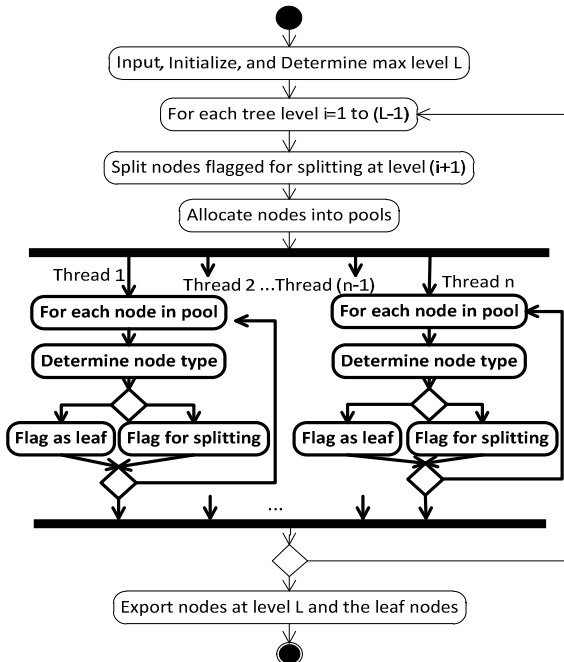 Input, Initialize, and Determine max level L
For each tree level i=1 to (L-1)
Split nodes flagged for splitting at level (i+1)
Allocate nodes into pools
Thread 1
Thread 2 ...Thread (n-1)
Thread n
For each node in pool
For each node in pool
Determine node type
Determine node type
Flag as leaf
Flag for splitting
Flag as leaf
Flag for splitting
...
Export nodes at level L and the leaf nodes